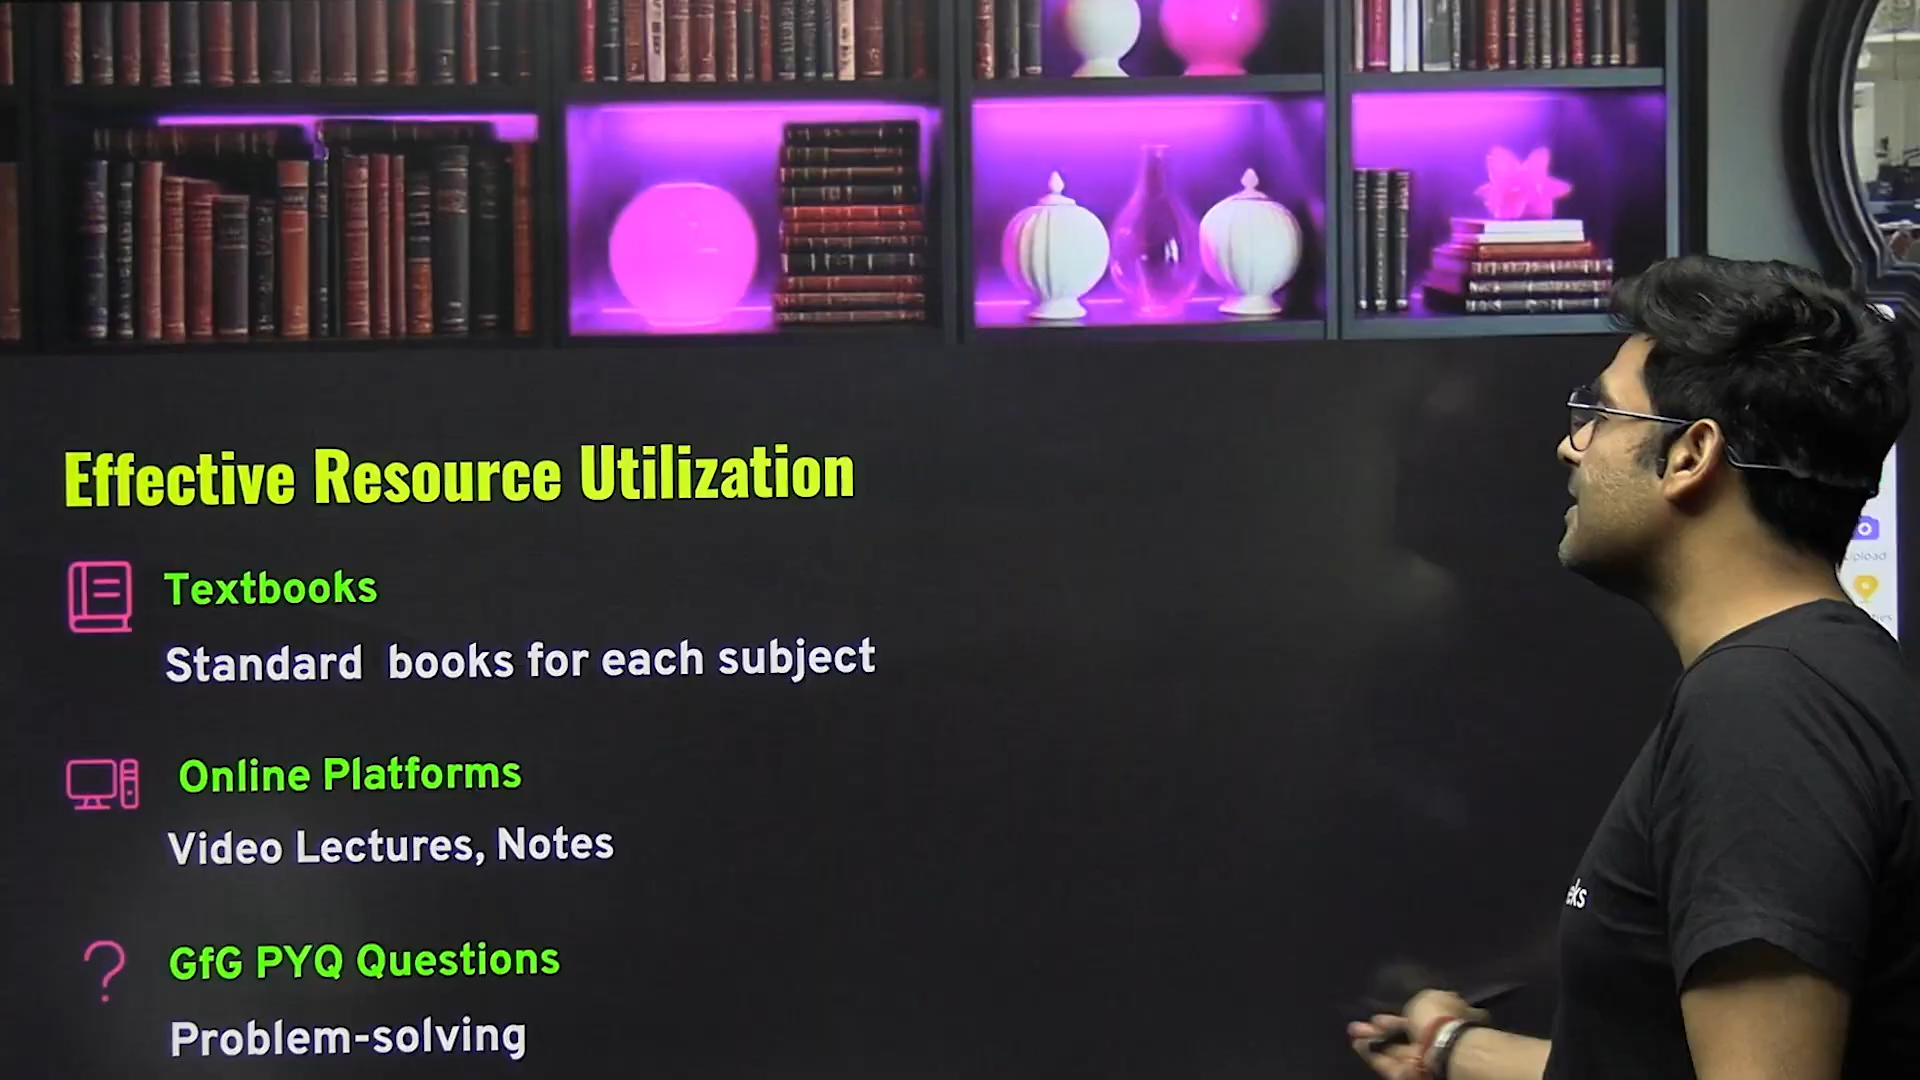 Effective Resource Utilization
Textbooks
Standard books for each subject
Online Platforms
Video Lectures, Notes
GfG PYQ Questions
Problem-solving
eks